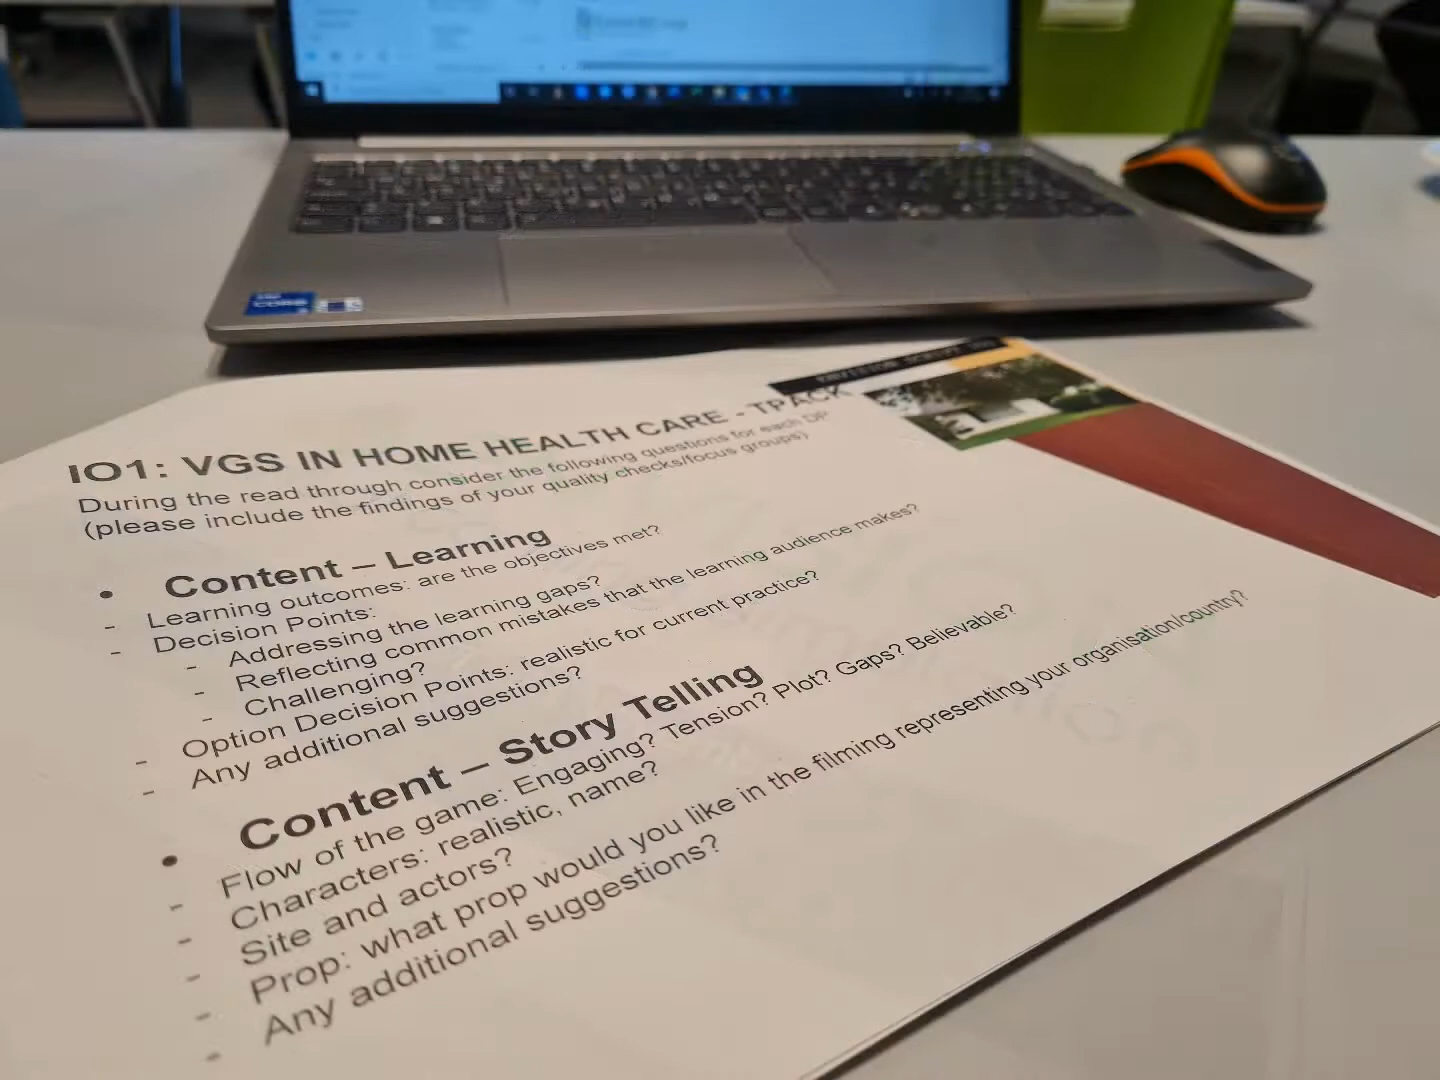 IO1: VGS IN HOME HEALTH CARE - TPACK
During the read through consider the following questions for each DP
(please include the findings of your quality checks/focus groups)
• Content – Learning
- Learning outcomes: are the objectives met?
- Decision Points:
- Addressing the learning gaps?
- Reflecting common mistakes that the learning audience makes?
- Challenging?
- Option Decision Points: realistic for current practice?
- Any additional suggestions?
• Content – Story Telling
- Flow of the game: Engaging? Tension? Plot? Gaps? Believable?
- Characters: realistic, name?
- Site and actors?
- Prop: what prop would you like in the filming representing your organisation/country?
- Any additional suggestions?
CORE